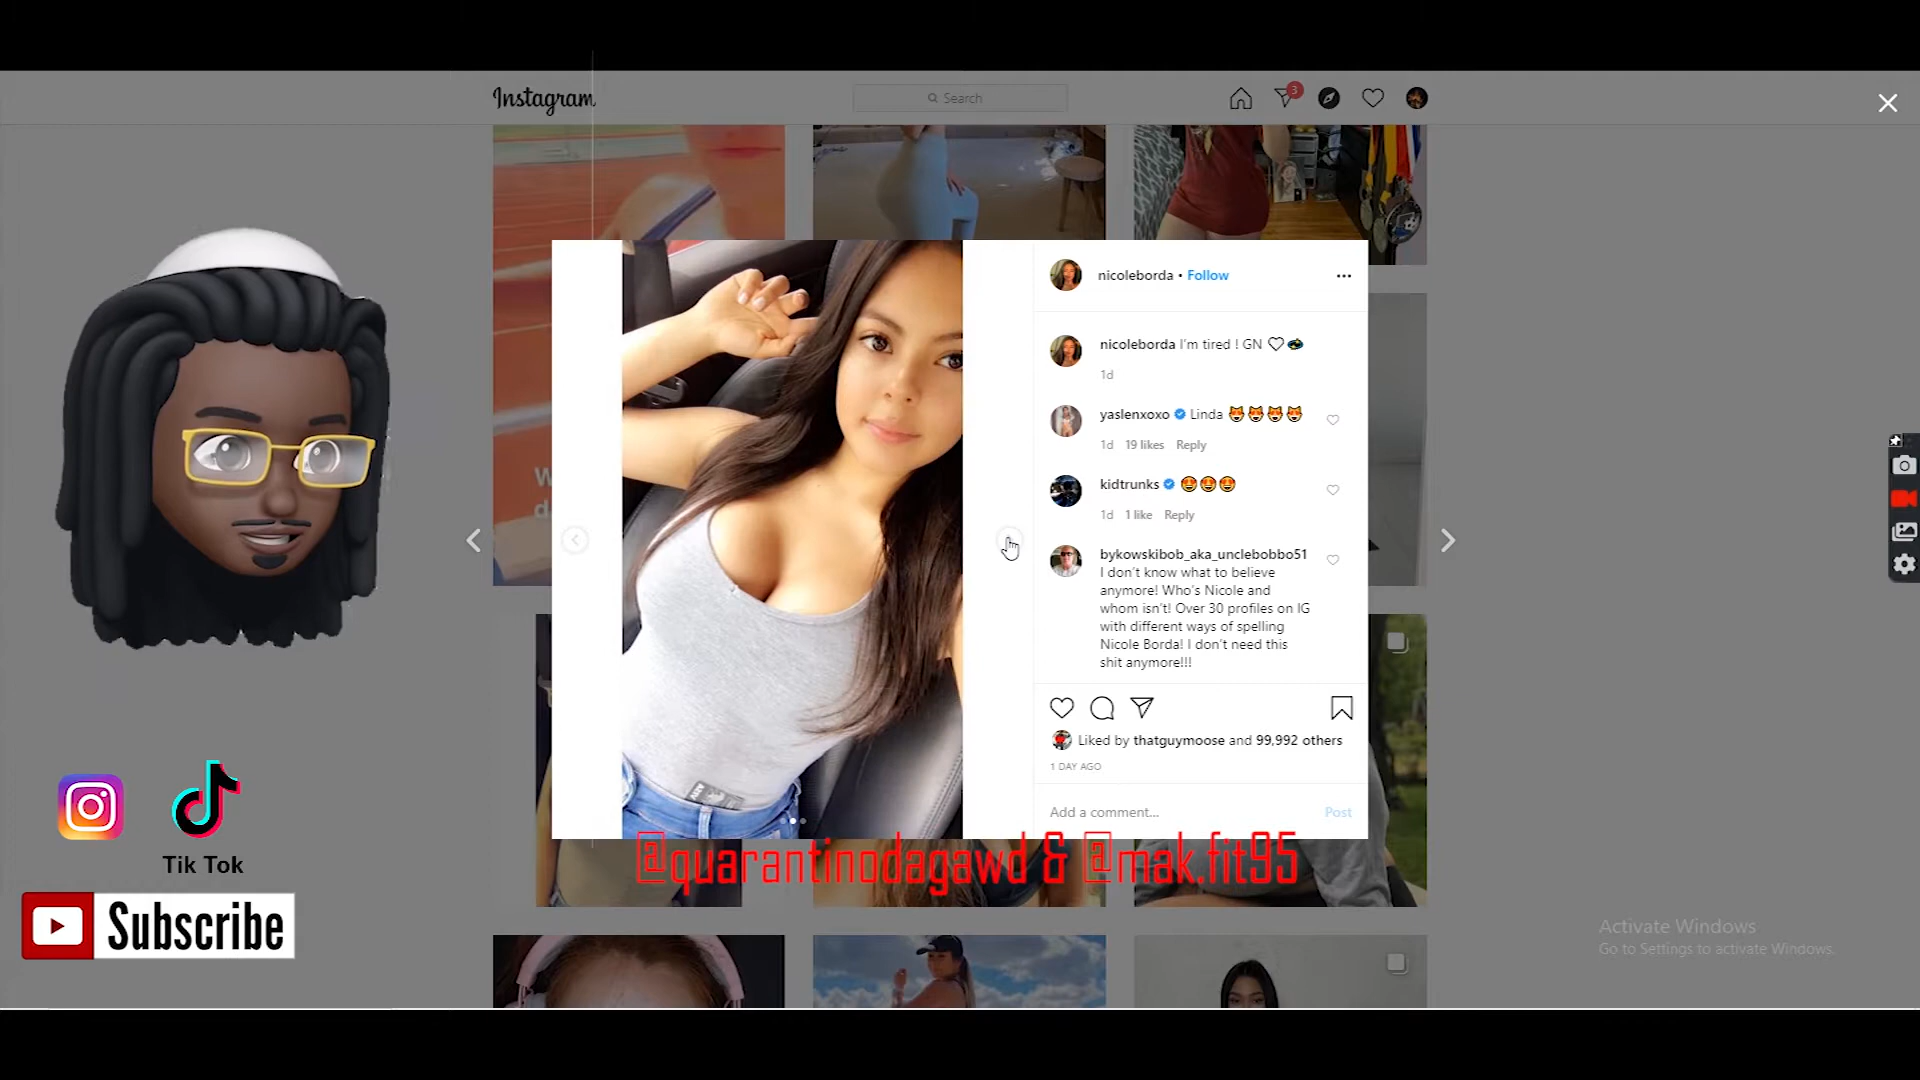 Instagram
Search
3
nicoleborda • Follow
nicoleborda I'm tired ! GN
1d
yaslenxoxo Linda
1d 19 likes Reply
kidtrunks
1d 1 like Reply
bykowskibob_aka_unclebobbo51
I don't know what to believe
anymore! Who's Nicole and
whom isn't! Over 30 profiles on IG
with different ways of spelling
Nicole Borda! I don't need this
shit anymore!!!
Liked by thatguymoose and 99,992 others
1 DAY AGO
Add a comment... Post
@quarantinodagawd & @mak.fit95
Tik Tok
Subscribe
Activate Windows
Go to Settings to activate Windows.